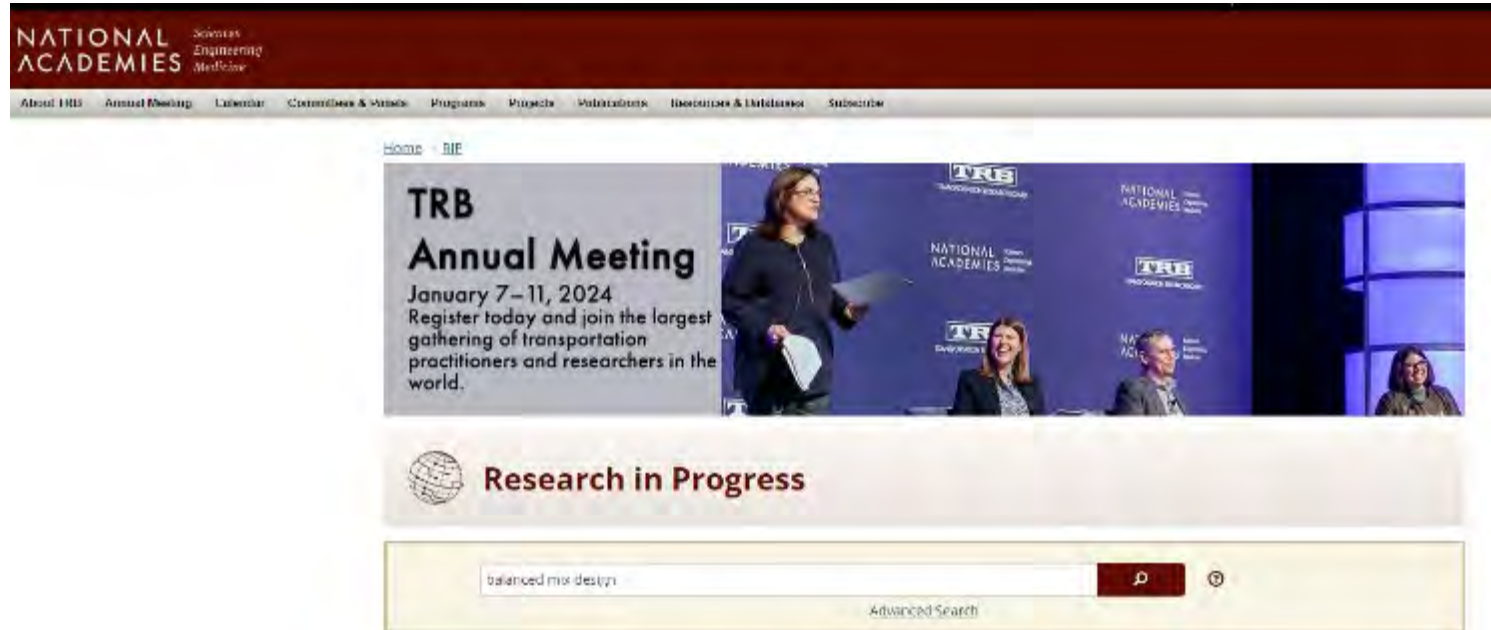 NATIONAL
ACADEMIES
Sciences
Engineering
Medicine
About TRB Annual Meeting Calendar Committees & Panels Programs Projects Publications Resources & Databases Subscribe
Home RIP
TRB
Annual Meeting
January 7–11, 2024
Register today and join the largest
gathering of transportation
practitioners and researchers in the
world.
TRB
NATIONAL
ACADEMIES
NATIONAL
ACADEMIES
TRB
TR
Research in Progress
balanced mix design
Advanced Search